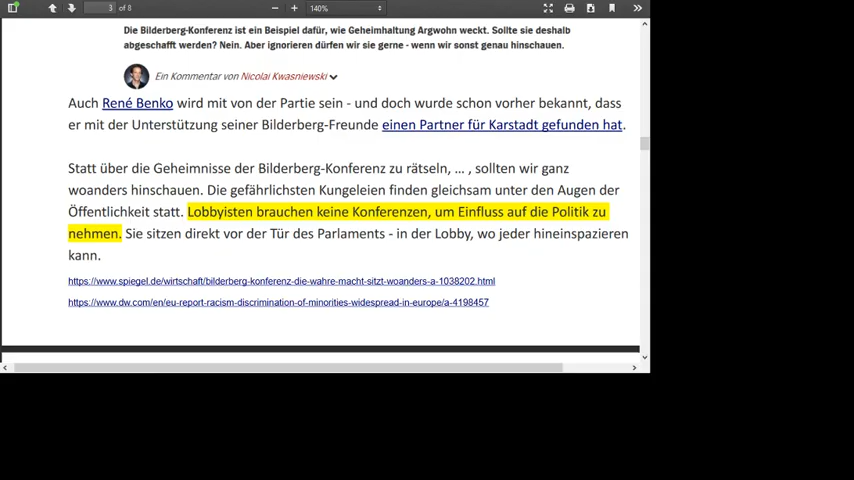 3 of 8
140%
Die Bilderberg-Konferenz ist ein Beispiel dafür, wie Geheimhaltung Argwohn weckt. Sollte sie deshalb
abgeschafft werden? Nein. Aber ignorieren dürfen wir sie gerne - wenn wir sonst genau hinschauen.
Ein Kommentar von Nicolai Kwasniewski
Auch René Benko wird mit von der Partie sein - und doch wurde schon vorher bekannt, dass
er mit der Unterstützung seiner Bilderberg-Freunde einen Partner für Karstadt gefunden hat.
Statt über die Geheimnisse der Bilderberg-Konferenz zu rätseln, ... , sollten wir ganz
woanders hinschauen. Die gefährlichsten Kungeleien finden gleichsam unter den Augen der
Öffentlichkeit statt. Lobbyisten brauchen keine Konferenzen, um Einfluss auf die Politik zu
nehmen. Sie sitzen direkt vor der Tür des Parlaments - in der Lobby, wo jeder hineinspazieren
kann.
https://www.spiegel.de/wirtschaft/bilderberg-konferenz-die-wahre-macht-sitzt-woanders-a-1038202.html
https://www.dw.com/en/eu-report-racism-discrimination-of-minorities-widespread-in-europe/a-4198457